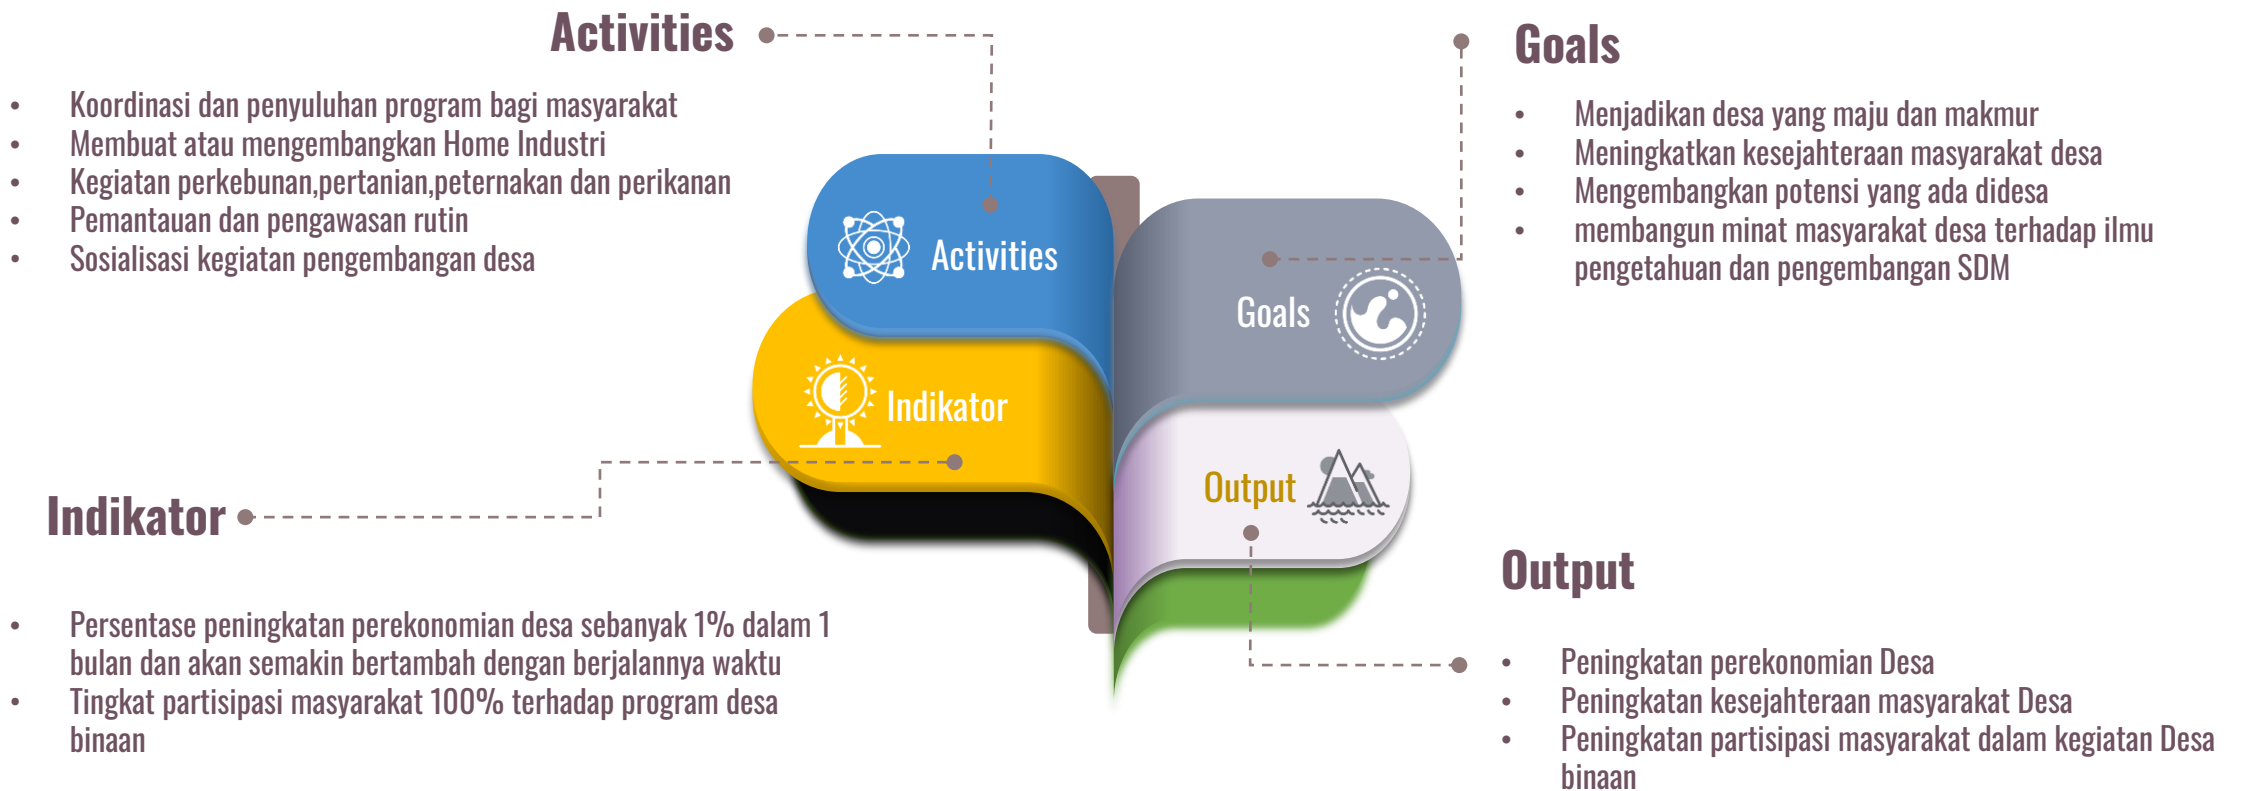 Activities
• Koordinasi dan penyuluhan program bagi masyarakat
• Membuat atau mengembangkan Home Industri
• Kegiatan perkebunan,pertanian,peternakan dan perikanan
• Pemantauan dan pengawasan rutin
• Sosialisasi kegiatan pengembangan desa
Goals
• Menjadikan desa yang maju dan makmur
• Meningkatkan kesejahteraan masyarakat desa
• Mengembangkan potensi yang ada didesa
• membangun minat masyarakat desa terhadap ilmu
pengetahuan dan pengembangan SDM
Activities
Goals
Indikator
Output
Indikator
• Persentase peningkatan perekonomian desa sebanyak 1% dalam 1
bulan dan akan semakin bertambah dengan berjalannya waktu
• Tingkat partisipasi masyarakat 100% terhadap program desa
binaan
Output
• Peningkatan perekonomian Desa
• Peningkatan kesejahteraan masyarakat Desa
• Peningkatan partisipasi masyarakat dalam kegiatan Desa
binaan